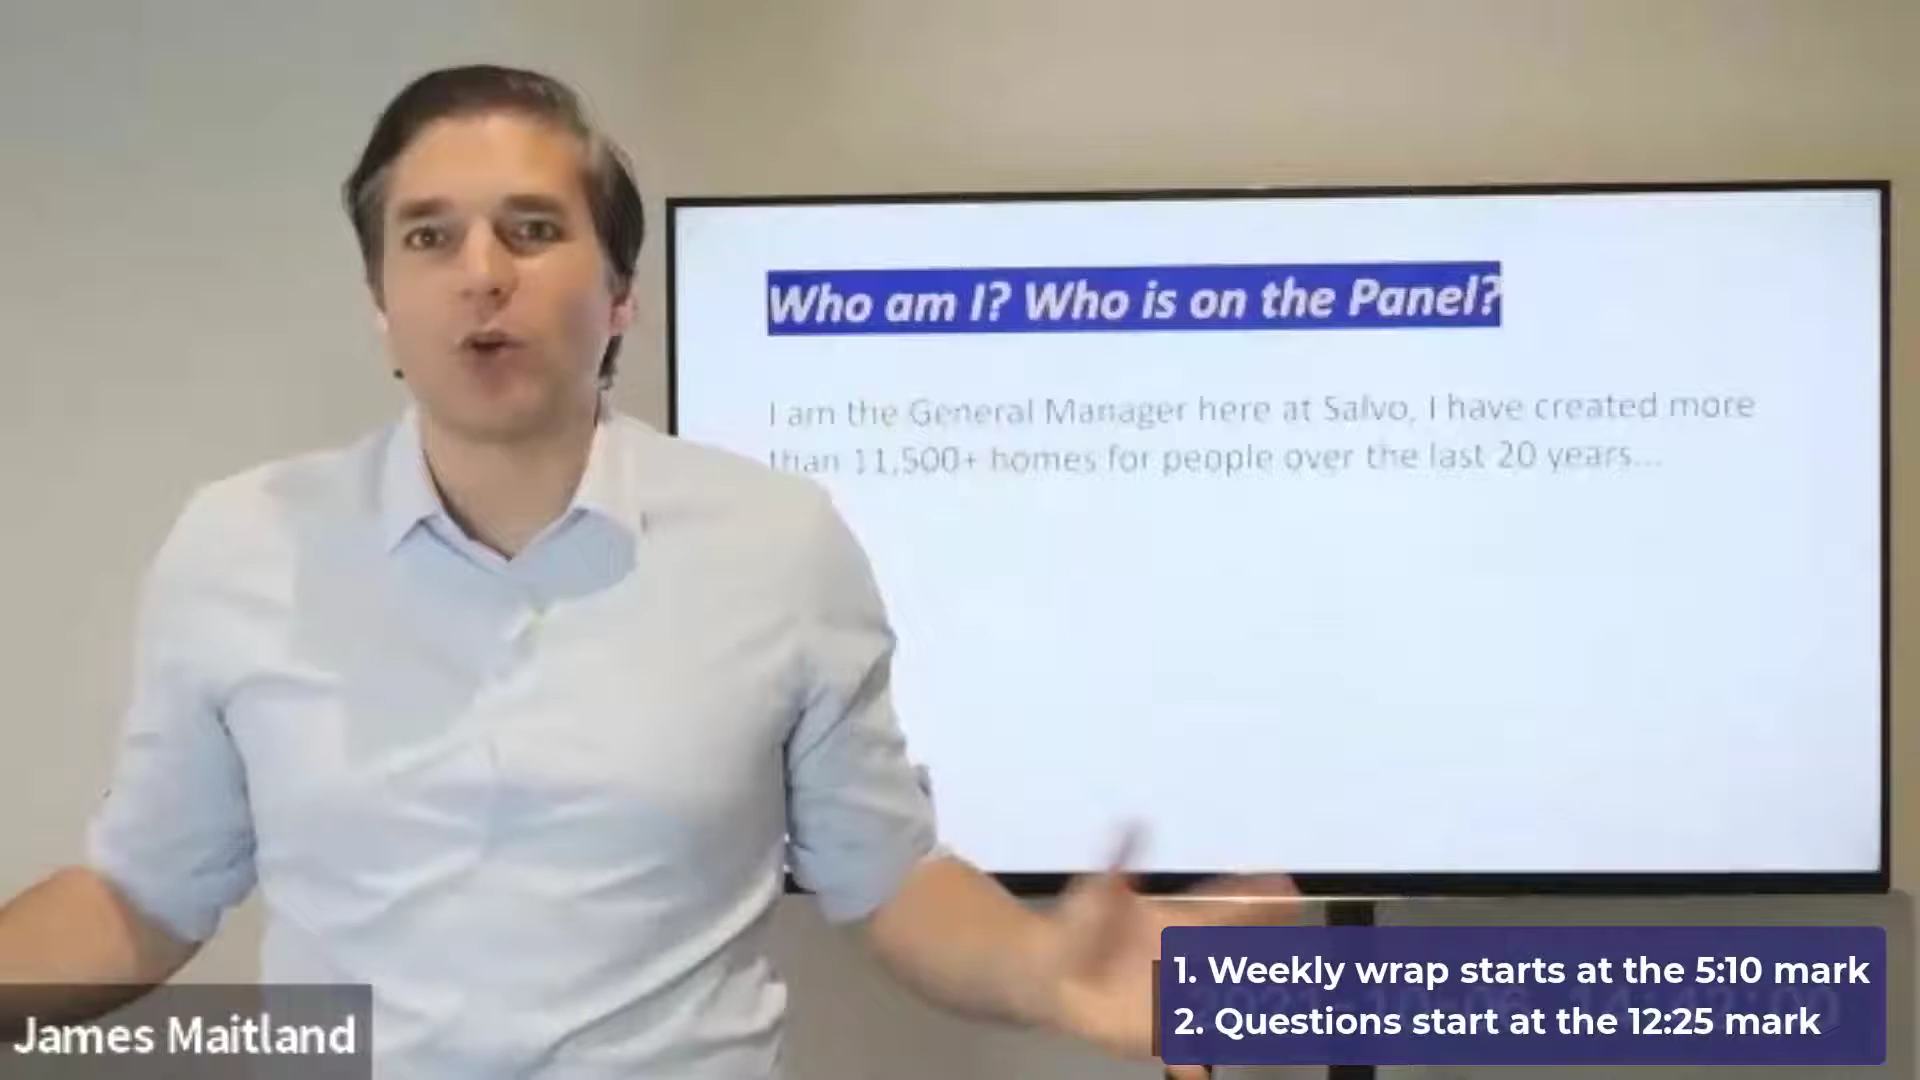 Who am I? Who is on the Panel?
I am the General Manager here at Salvo, I have created more
than 11,500+ homes for people over the last 20 years...
1. Weekly wrap starts at the 5:10 mark
2. Questions start at the 12:25 mark
James Maitland